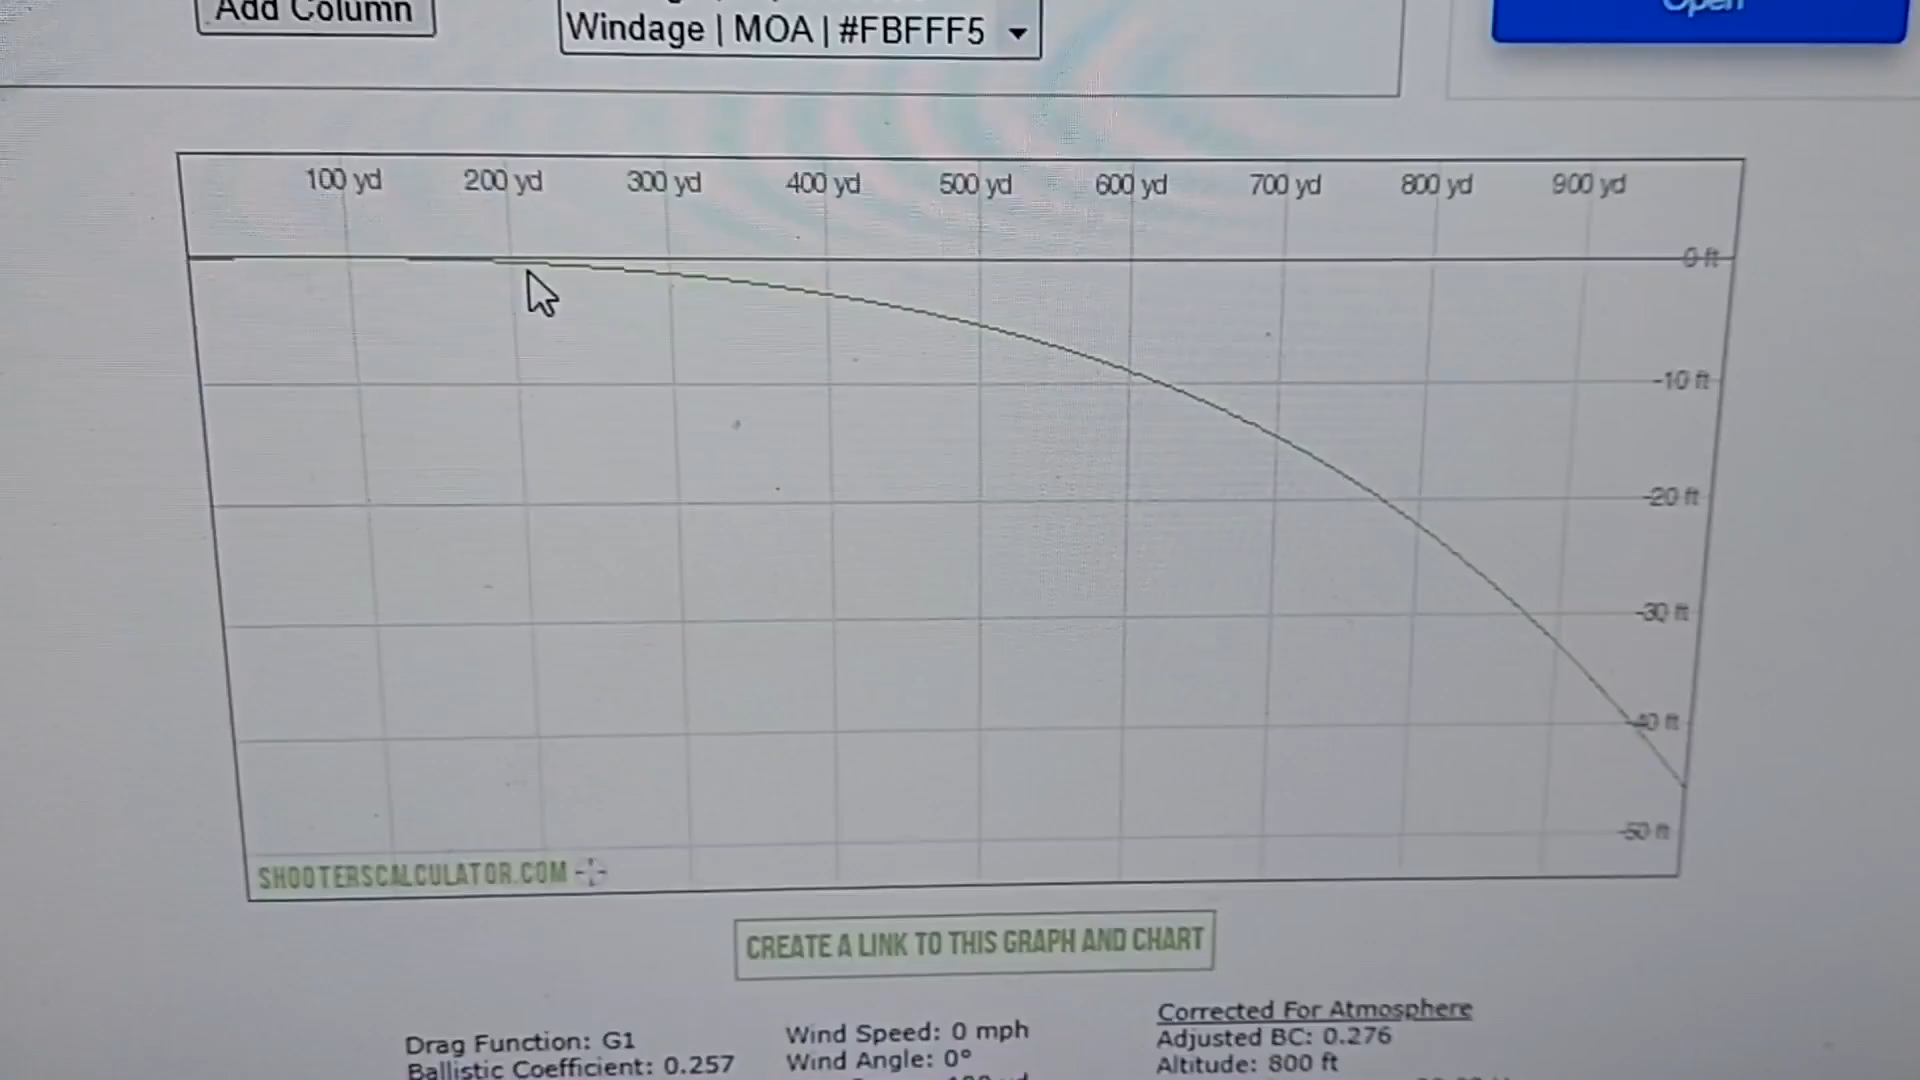 Add Column
Windage | MOA | #FBFFF5
Open
100 yd 200 yd 300 yd 400 yd 500 yd 600 yd 700 yd 800 yd 900 yd
0 ft
-10 ft
-20 ft
-30 ft
-40 ft
-50 ft
SHOOTERSCALCULATOR.COM
CREATE A LINK TO THIS GRAPH AND CHART
Drag Function: G1
Ballistic Coefficient: 0.257
Wind Speed: 0 mph
Wind Angle: 0°
Corrected For Atmosphere
Adjusted BC: 0.276
Altitude: 800 ft